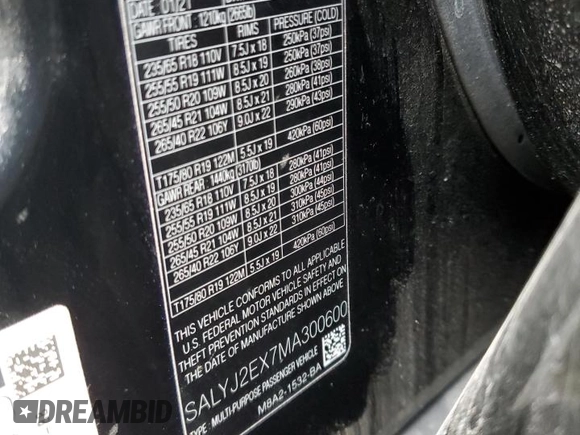 01/21
GAWR FRONT 1210kg (2665lb)
TIRES RIMS PRESSURE (COLD)
235/65 R18 110V 7.5J x 18 250kPa (37psi)
255/55 R19 111W 8.5J x 19 250kPa (37psi)
255/50 R20 109W 8.5J x 20 260kPa (38psi)
265/45 R21 104W 8.5J x 21 280kPa (41psi)
265/40 R22 106Y 9.0J x 22 290kPa (43psi)
T175/80 R19 122M 5.5J x 19 420kPa (60psi)
GAWR REAR 1440kg (3170lb)
235/65 R18 110V 7.5J x 18 280kPa (41psi)
255/55 R19 111W 8.5J x 19 280kPa (41psi)
255/50 R20 109W 8.5J x 20 300kPa (44psi)
265/45 R21 104W 8.5J x 21 310kPa (45psi)
265/40 R22 106Y 9.0J x 22 310kPa (45psi)
T175/80 R19 122M 5.5J x 19 420kPa (60psi)
THIS VEHICLE CONFORMS TO ALL APPLICABLE
U.S. FEDERAL MOTOR VEHICLE SAFETY AND
THEFT PREVENTION STANDARDS IN EFFECT ON
THE DATE OF MANUFACTURE SHOWN ABOVE
SALYJ2EX7MA300600
TYPE: MULTI-PURPOSE PASSENGER VEHICLE
M8A2-1532-BA
DREAMBID